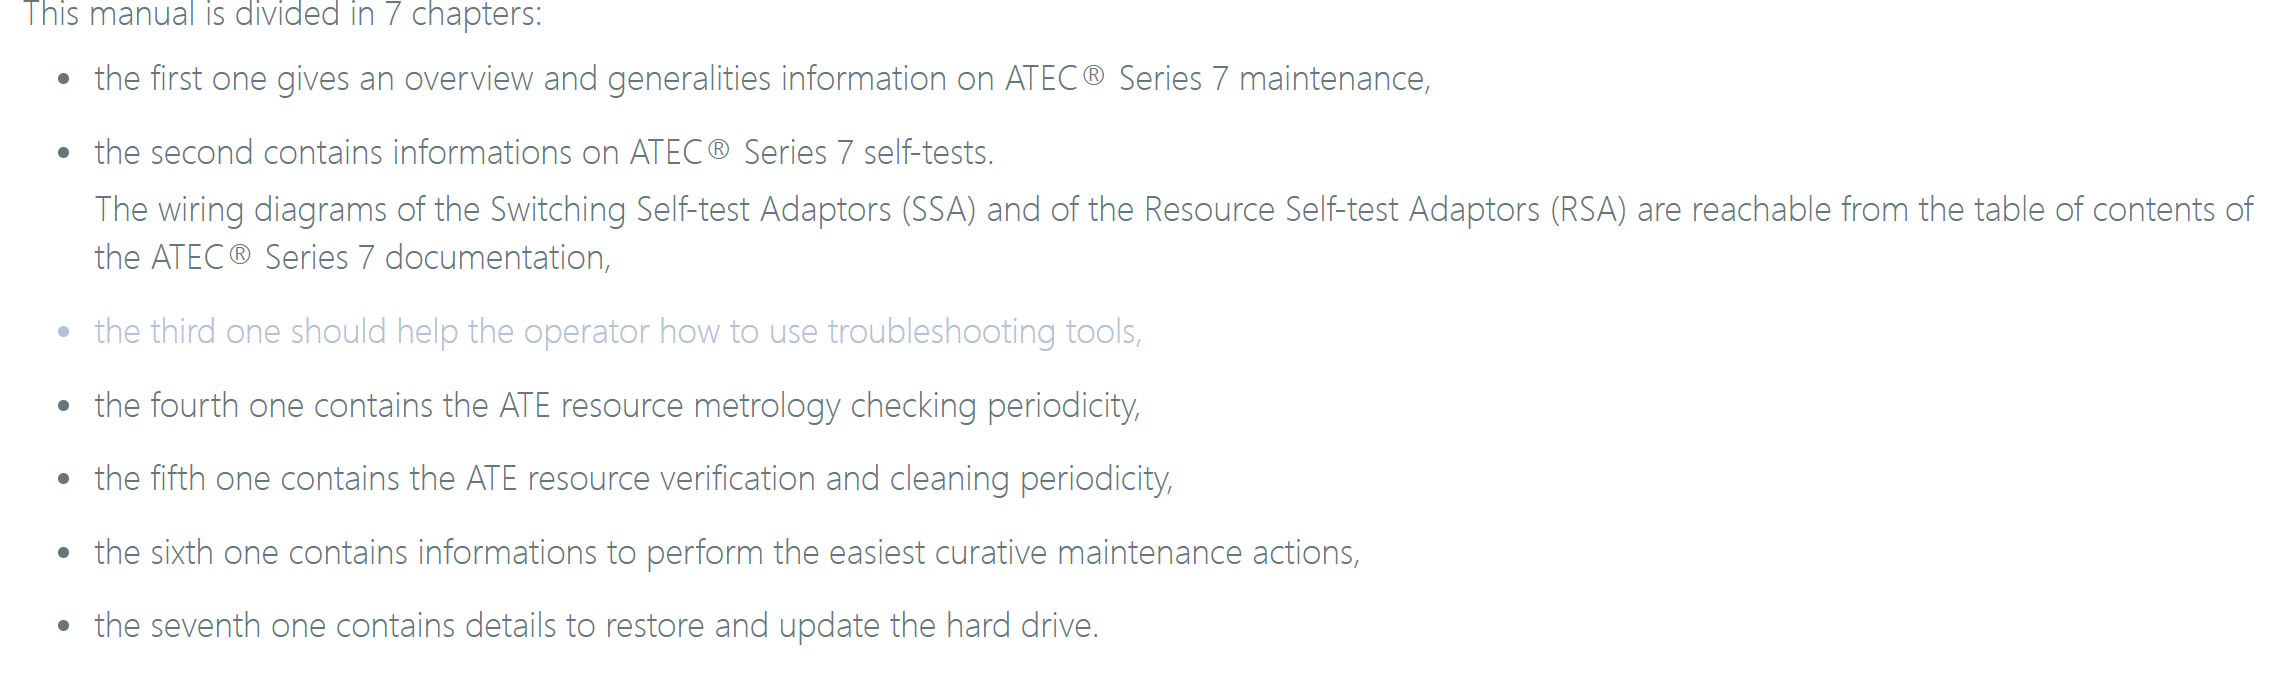 This manual is divided in 7 chapters:
• the first one gives an overview and generalities information on ATEC® Series 7 maintenance,
• the second contains informations on ATEC® Series 7 self-tests.
The wiring diagrams of the Switching Self-test Adaptors (SSA) and of the Resource Self-test Adaptors (RSA) are reachable from the table of contents of
the ATEC® Series 7 documentation,
• the third one should help the operator how to use troubleshooting tools,
• the fourth one contains the ATE resource metrology checking periodicity,
• the fifth one contains the ATE resource verification and cleaning periodicity,
• the sixth one contains informations to perform the easiest curative maintenance actions,
• the seventh one contains details to restore and update the hard drive.